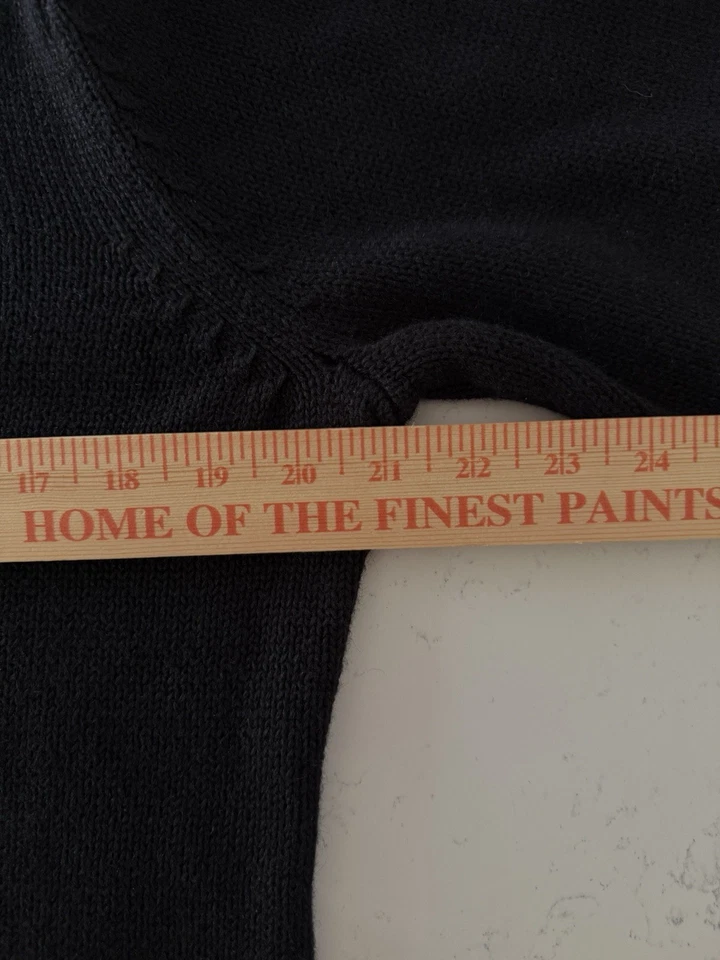 17 18 19 20 21 22 23 24
HOME OF THE FINEST PAINTS